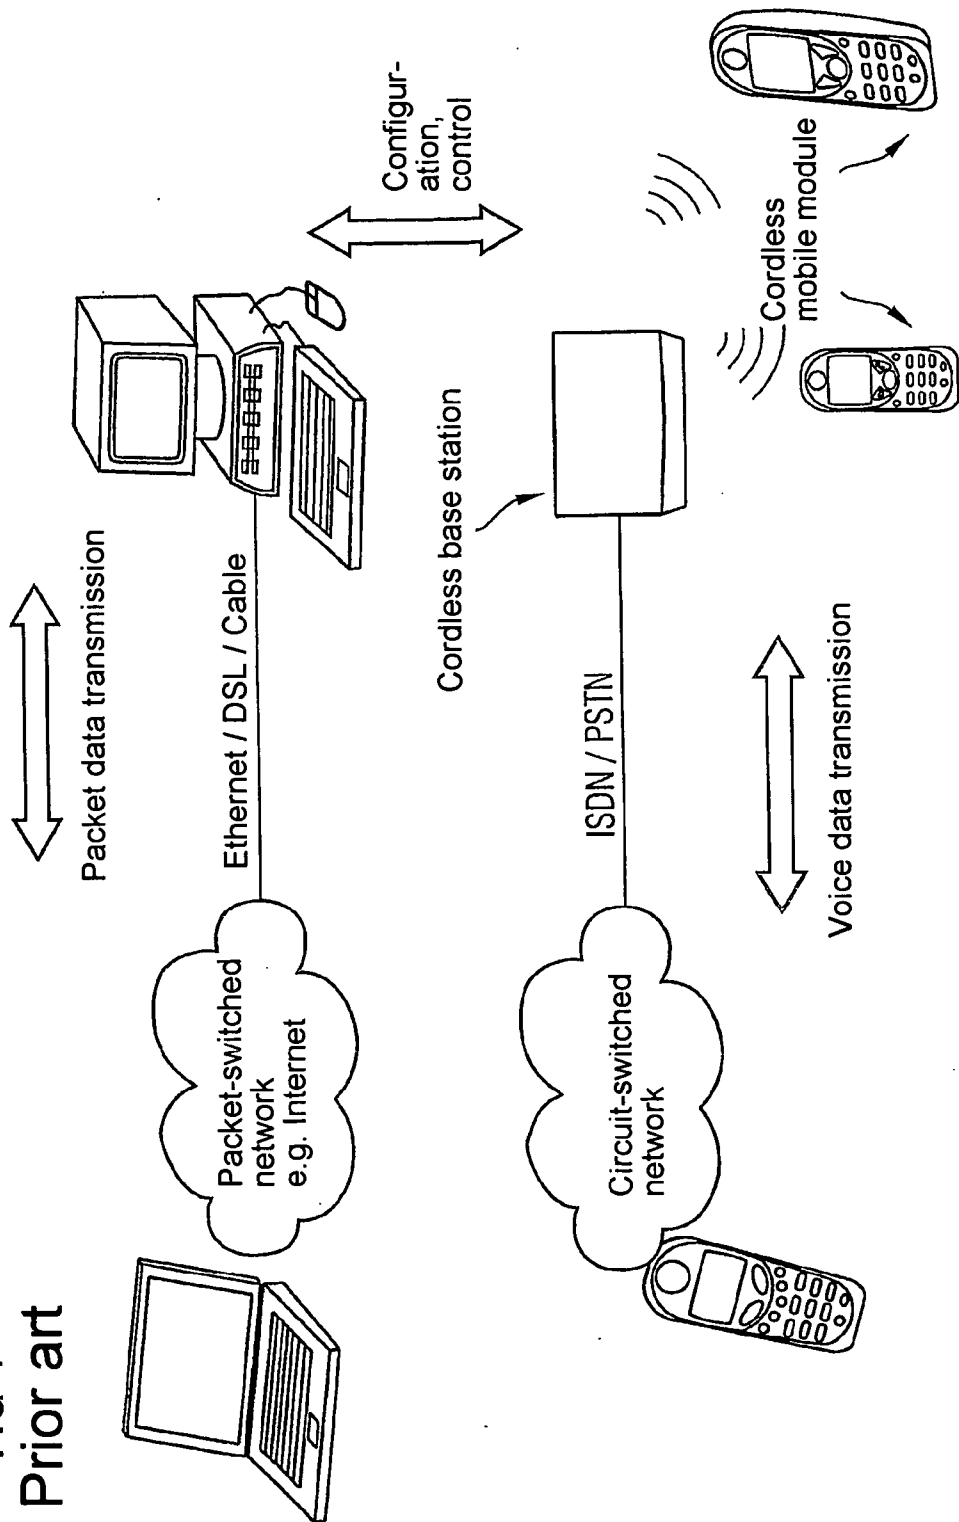 Prior art
Packet data transmission
Ethernet / DSL / Cable
Packet-switched
network
e.g. Internet
Configur-
ation,
control
Cordless base station
ISDN / PSTN
Circuit-switched
network
Cordless
mobile module
Voice data transmission